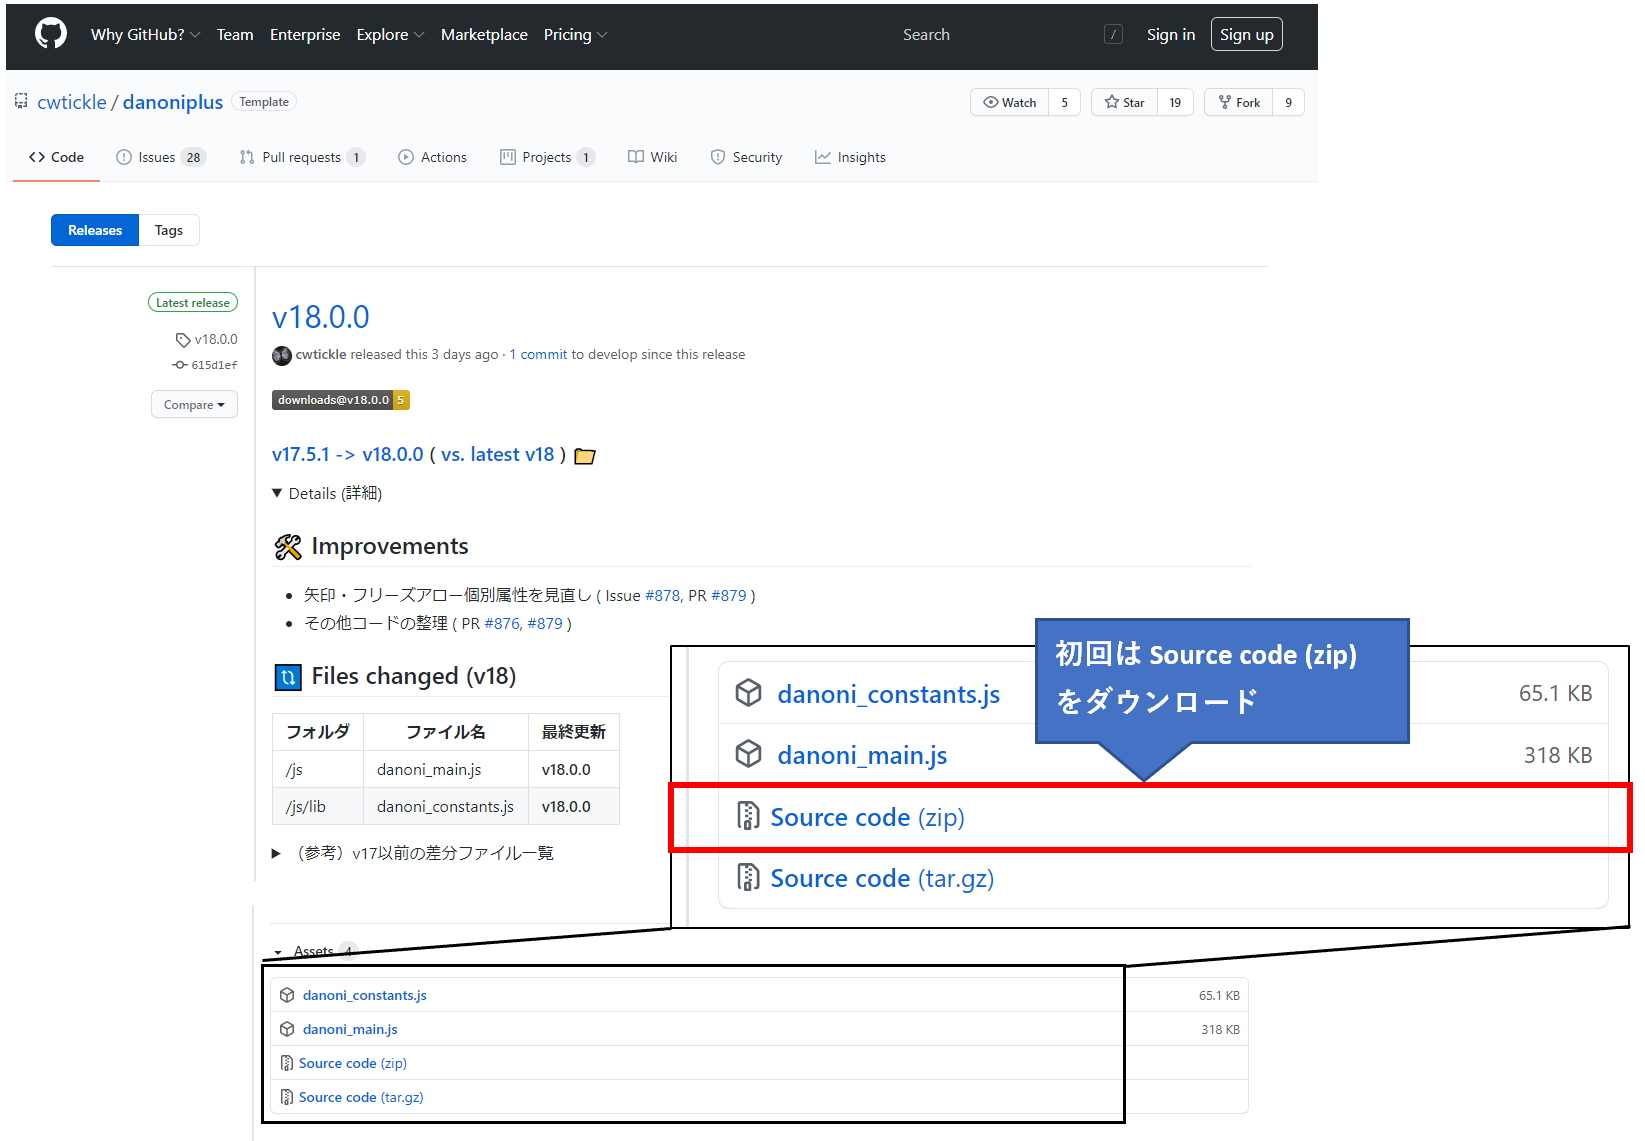 Why GitHub? Team Enterprise Explore Marketplace Pricing Search / Sign in Sign up
cwtickle / danoniplus Template Watch 5 Star 19 Fork 9
Code Issues 28 Pull requests 1 Actions Projects 1 Wiki Security Insights
Releases Tags
Latest release
v18.0.0
615d1ef
Compare
v18.0.0
cwtickle released this 3 days ago · 1 commit to develop since this release
downloads@v18.0.0 5
v17.5.1 -> v18.0.0 ( vs. latest v18 )
Details (詳細)
Improvements
矢印・フリーズアロー個別属性を見直し ( Issue #878, PR #879 )
その他コードの整理 ( PR #876, #879 )
Files changed (v18)
フォルダ ファイル名 最終更新
/js danoni_main.js v18.0.0
/js/lib danoni_constants.js v18.0.0
（参考）v17以前の差分ファイル一覧
初回は Source code (zip)
をダウンロード
danoni_constants.js 65.1 KB
danoni_main.js 318 KB
Source code (zip)
Source code (tar.gz)
Assets 4
danoni_constants.js 65.1 KB
danoni_main.js 318 KB
Source code (zip)
Source code (tar.gz)